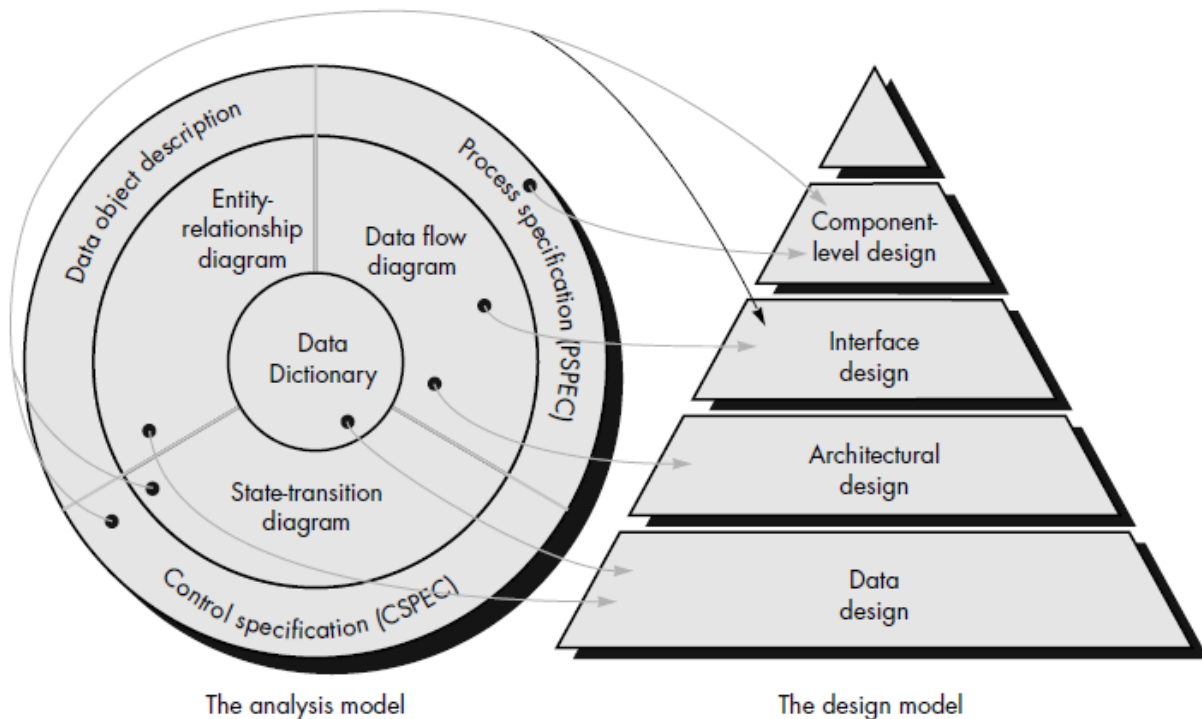 Data object description
Process specification (PSPEC)
Entity-
relationship
diagram
Data flow
diagram
Data
Dictionary
State-transition
diagram
Control specification (CSPEC)
The analysis model
Component-
level design
Interface
design
Architectural
design
Data
design
The design model